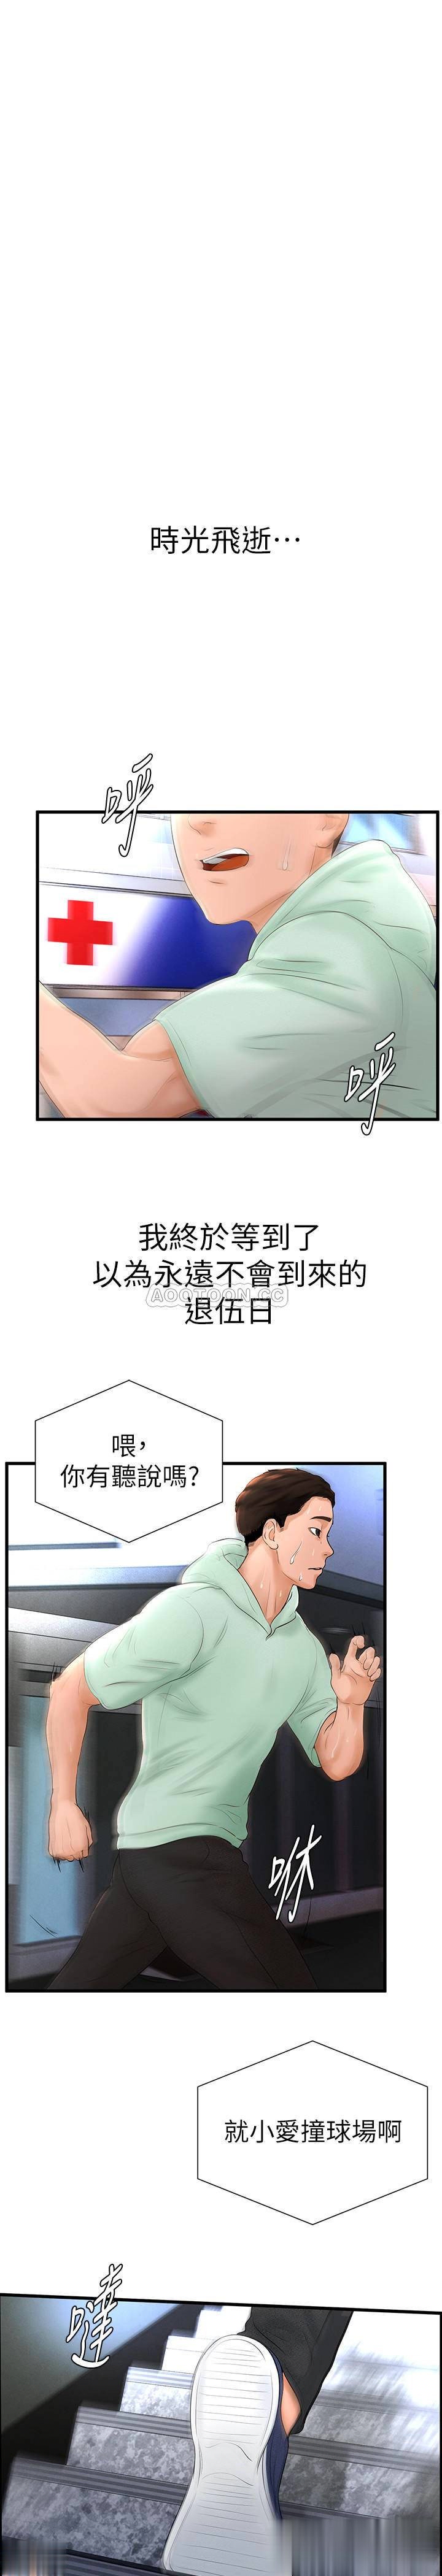 時光飛逝…
呼
呼
我終於等到了
以為永遠不會到來的
AOOTOON.CC
退伍日
喂，
你有聽說嗎?
咻
就小愛撞球場啊
噠